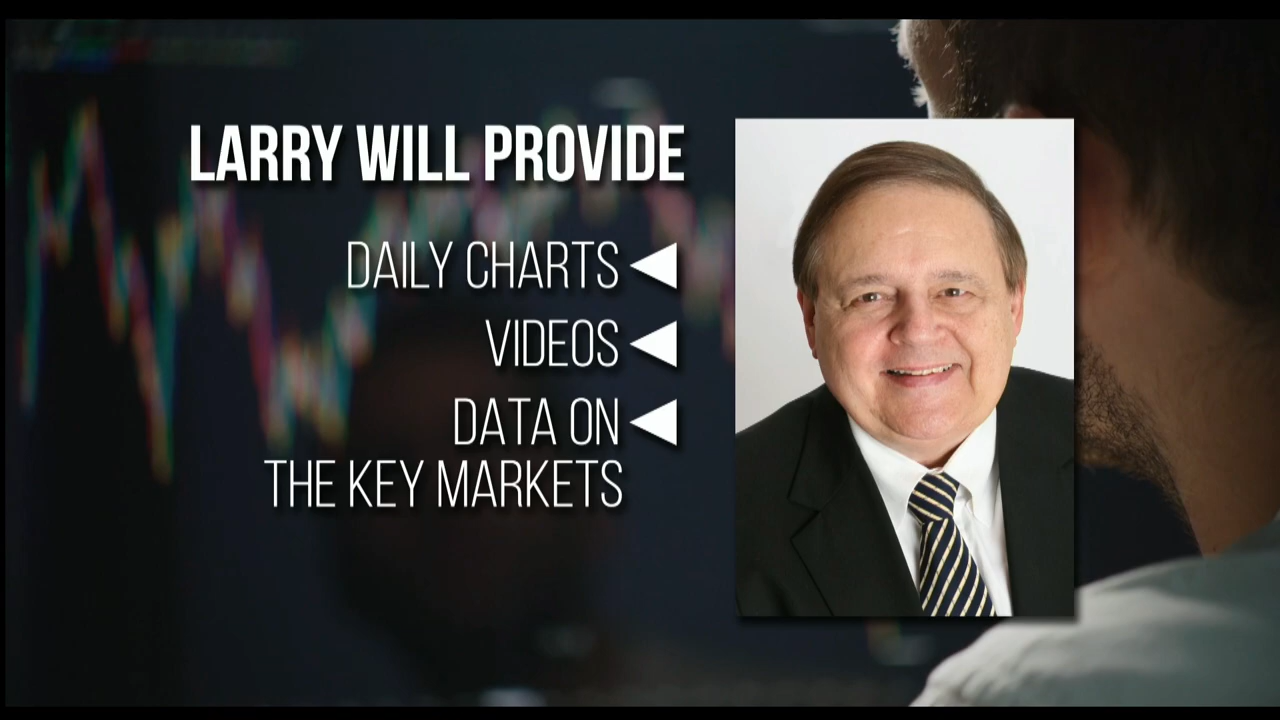 LARRY WILL PROVIDE
DAILY CHARTS
VIDEOS
DATA ON
THE KEY MARKETS